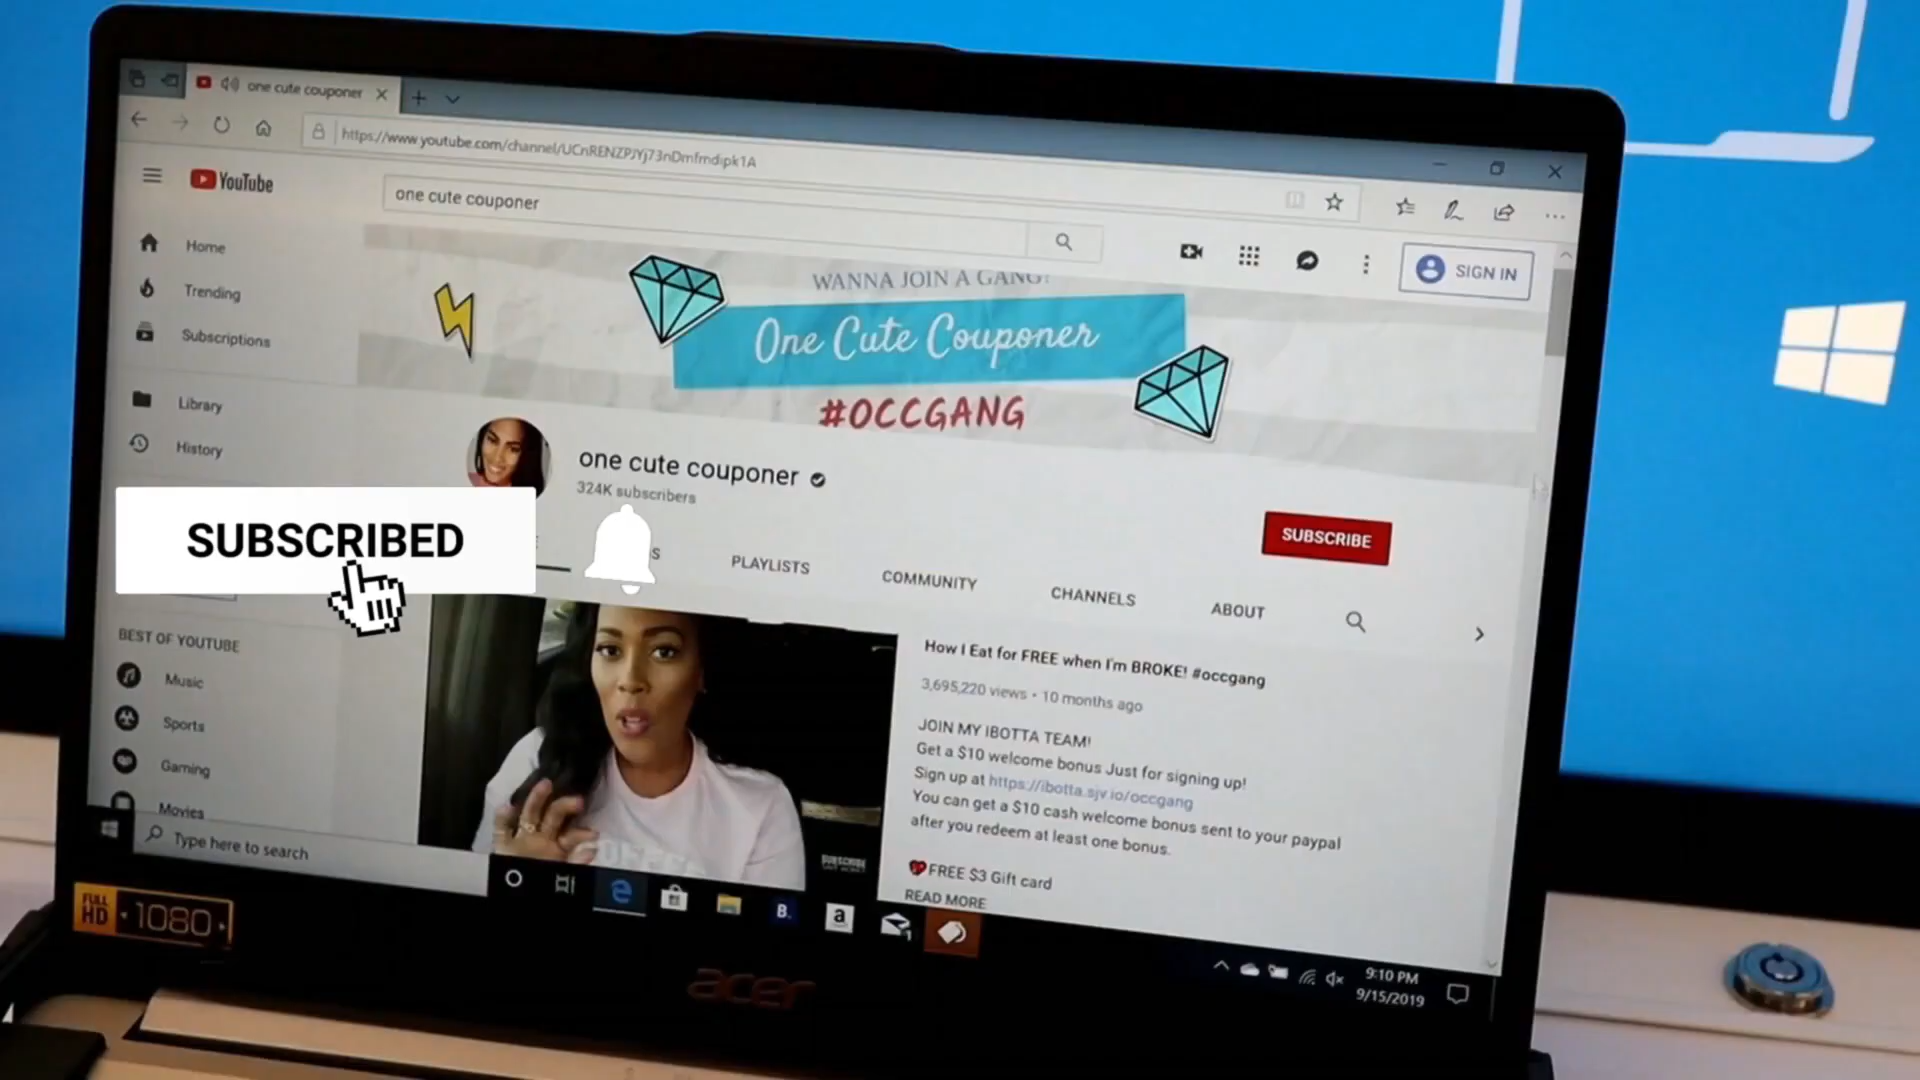 one cute couponer
https://www.youtube.com/channel/UCnRENZPJYj73nDmfmdipk1A
YouTube
one cute couponer
SIGN IN
Home
Trending
Subscriptions
Library
History
WANNA JOIN A GANG?
One Cute Couponer
#OCCGANG
one cute couponer
324K subscribers
SUBSCRIBE
SUBSCRIBED
PLAYLISTS
COMMUNITY
CHANNELS
ABOUT
BEST OF YOUTUBE
Music
Sports
Gaming
Movies
How I Eat for FREE when I'm BROKE! #occgang
3,695,220 views • 10 months ago
JOIN MY IBOTTA TEAM!
Get a $10 welcome bonus Just for signing up!
Sign up at https://ibotta.sjv.io/occgang
You can get a $10 cash welcome bonus sent to your paypal
after you redeem at least one bonus.
FREE $3 Gift card
READ MORE
SUBSCRIBE
Type here to search
B.
a
9:10 PM
9/15/2019
FULL HD 1080
acer